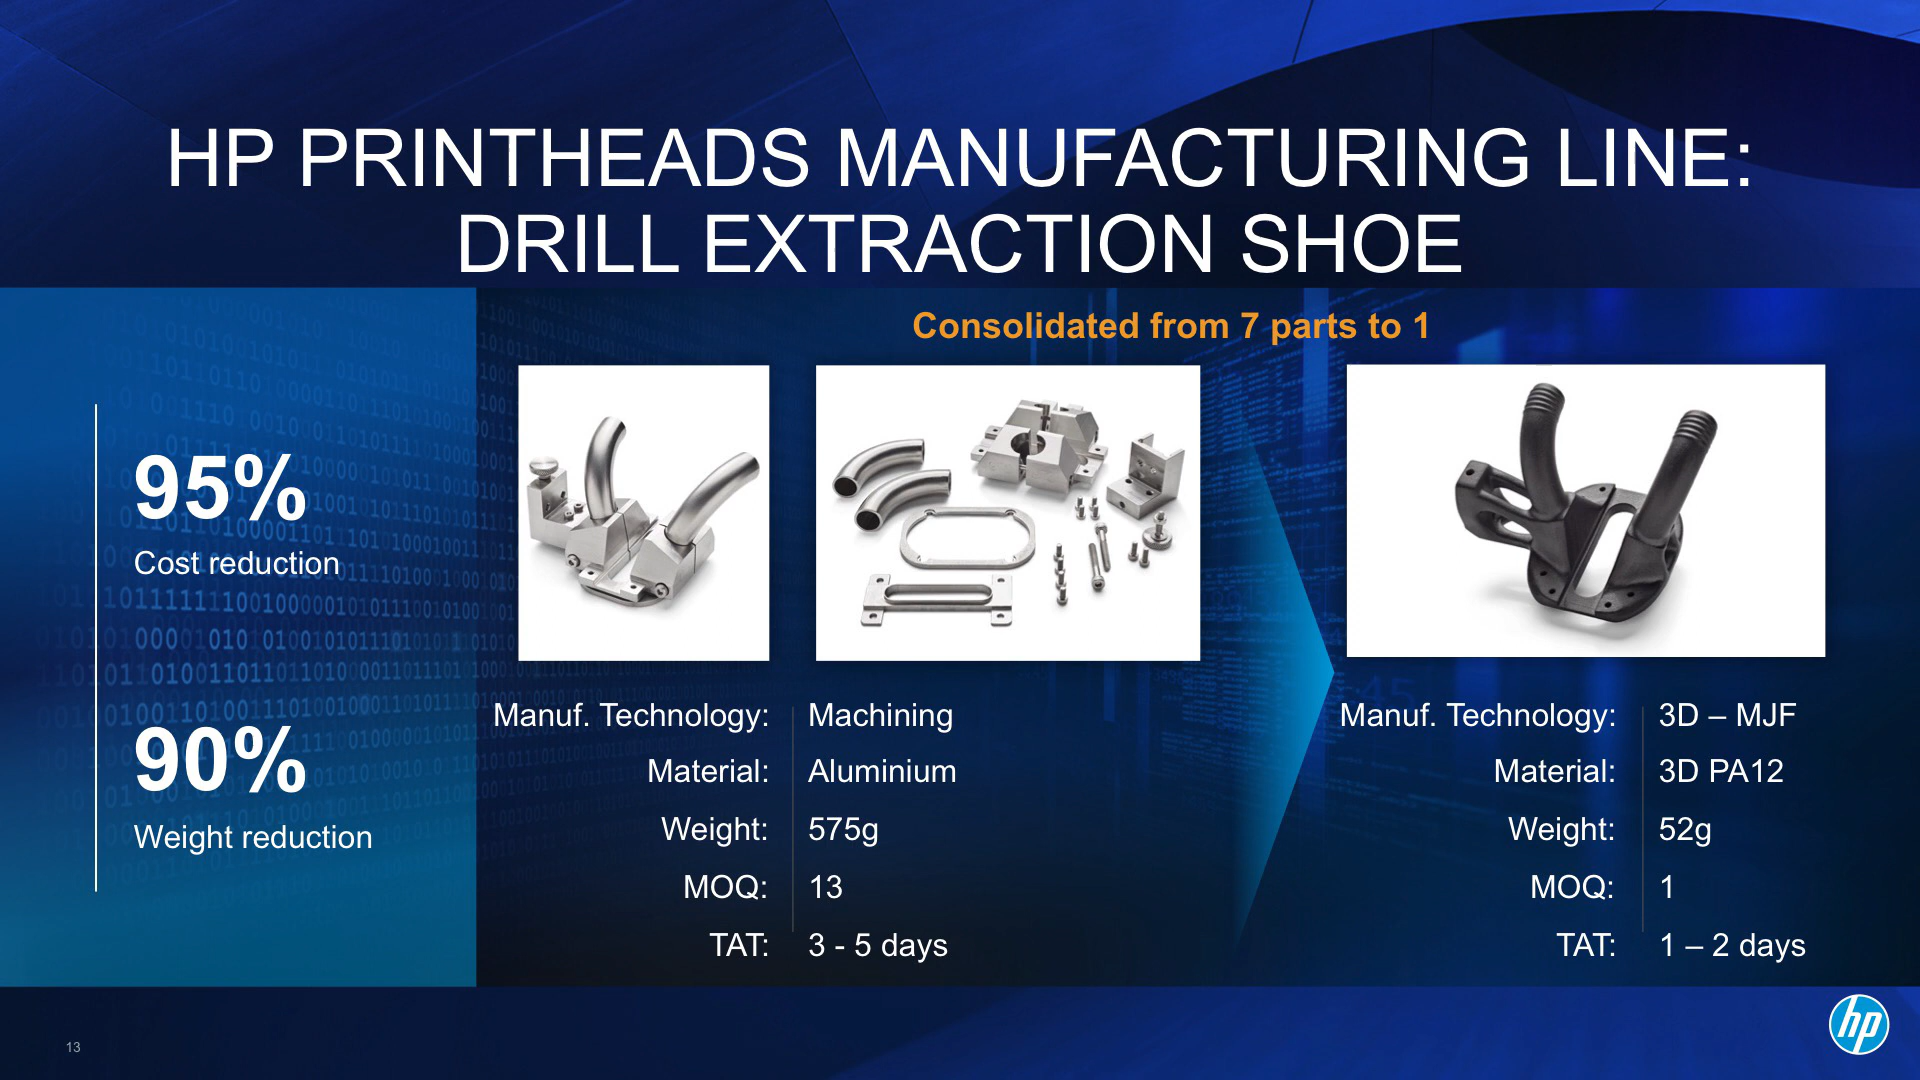 HP PRINTHEADS MANUFACTURING LINE:
DRILL EXTRACTION SHOE
Consolidated from 7 parts to 1
95%
Cost reduction
90%
Weight reduction
Manuf. Technology: Machining
Material: Aluminium
Weight: 575g
MOQ: 13
TAT: 3 - 5 days
Manuf. Technology: 3D – MJF
Material: 3D PA12
Weight: 52g
MOQ: 1
TAT: 1 – 2 days
13
hp